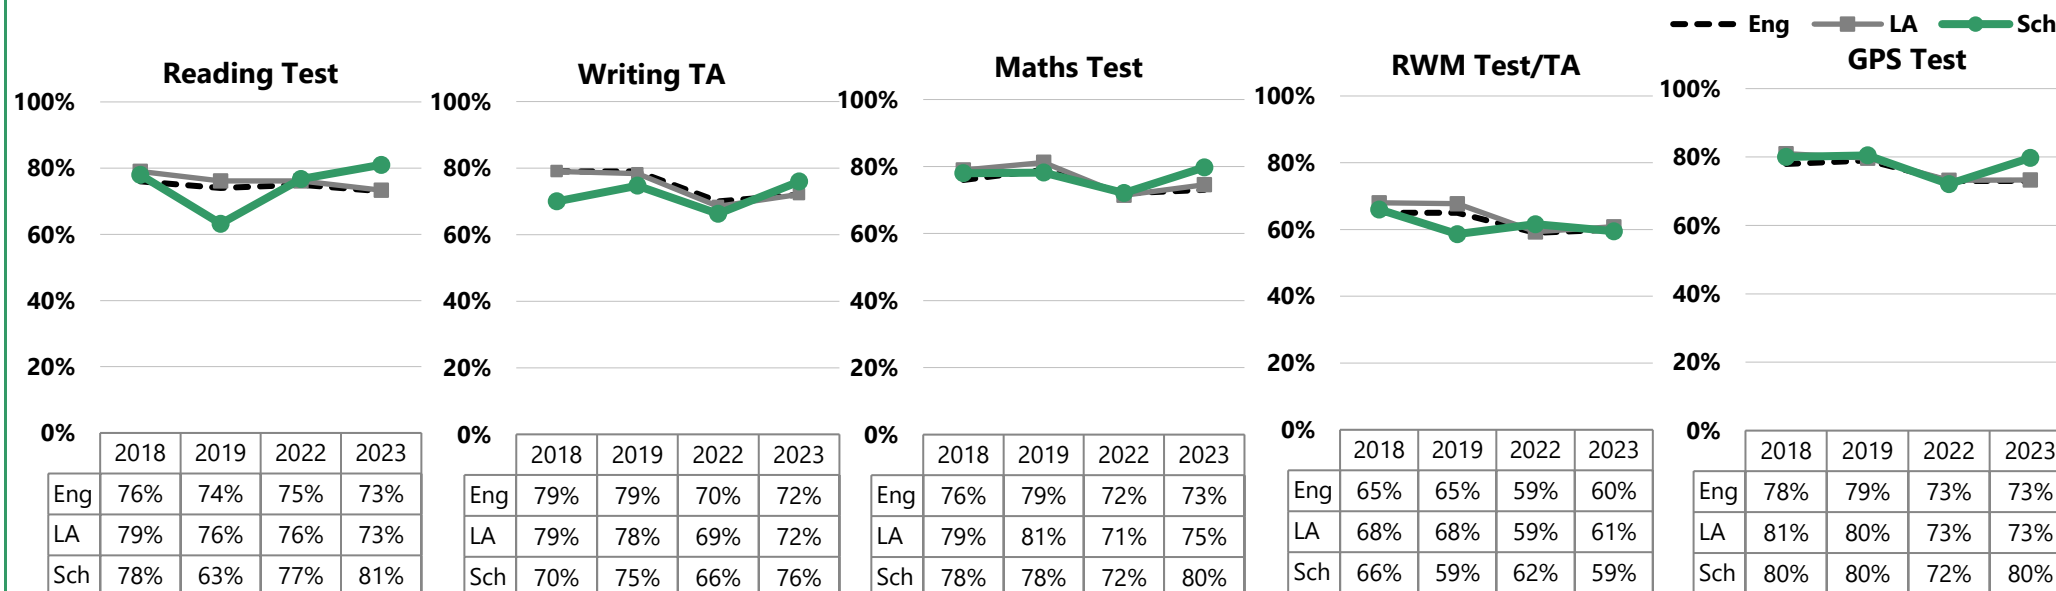 Eng LA Sch
Reading Test
100%
80%
60%
40%
20%
0%
2018 2019 2022 2023
Eng 76% 74% 75% 73%
LA 79% 76% 76% 73%
Sch 78% 63% 77% 81%
Writing TA
100%
80%
60%
40%
20%
0%
2018 2019 2022 2023
Eng 79% 79% 70% 72%
LA 79% 78% 69% 72%
Sch 70% 75% 66% 76%
Maths Test
100%
80%
60%
40%
20%
0%
2018 2019 2022 2023
Eng 76% 79% 72% 73%
LA 79% 81% 71% 75%
Sch 78% 78% 72% 80%
RWM Test/TA
100%
80%
60%
40%
20%
0%
2018 2019 2022 2023
Eng 65% 65% 59% 60%
LA 68% 68% 59% 61%
Sch 66% 59% 62% 59%
GPS Test
100%
80%
60%
40%
20%
0%
2018 2019 2022 2023
Eng 78% 79% 73% 73%
LA 81% 80% 73% 73%
Sch 80% 80% 72% 80%